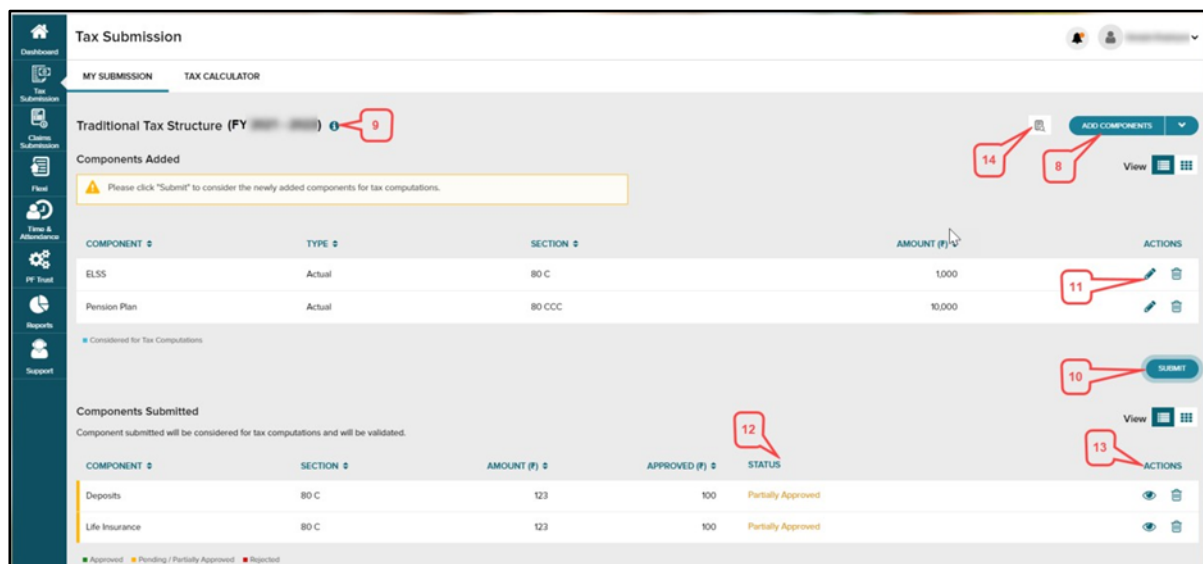 Dashboard
Tax
Submission
Claims
Submission
Flexi
Time &
Attendance
PF Trust
Reports
Support
Tax Submission
MY SUBMISSION TAX CALCULATOR
Traditional Tax Structure (FY ) 9
14
ADD COMPONENTS
8
Components Added
View
Please click "Submit" to consider the newly added components for tax computations.
COMPONENT TYPE SECTION AMOUNT (₹) ACTIONS
ELSS Actual 80 C 1,000
11
Pension Plan Actual 80 CCC 10,000
Considered for Tax Computations
10 SUBMIT
Components Submitted
View
Component submitted will be considered for tax computations and will be validated.
12
13
COMPONENT SECTION AMOUNT (₹) APPROVED (₹) STATUS ACTIONS
Deposits 80 C 123 100 Partially Approved
Life Insurance 80 C 123 100 Partially Approved
Approved Pending / Partially Approved Rejected